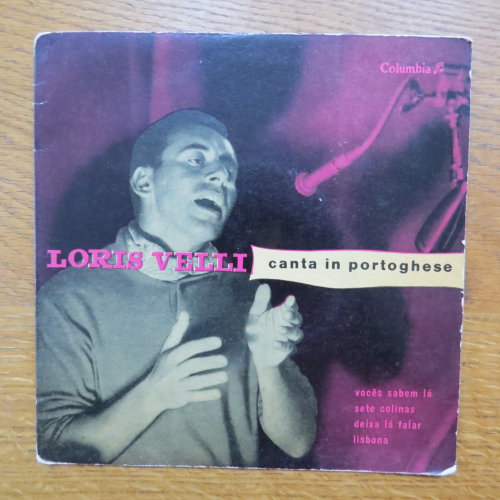 Columbia
LORIS VELLI
canta in portoghese
vocês sabem lá
sete colinas
deixa lá falar
lisbona